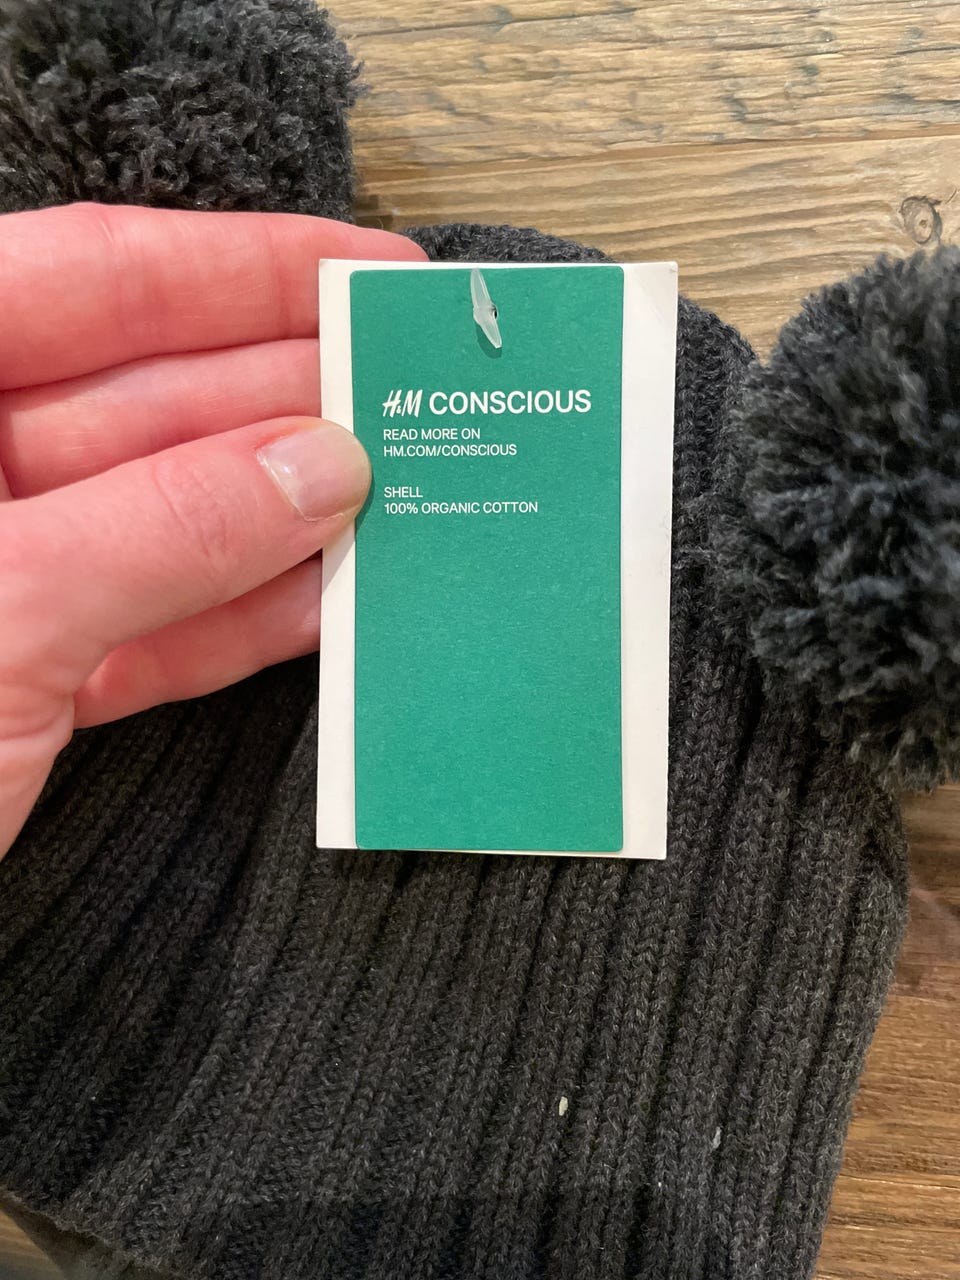 H&M CONSCIOUS
READ MORE ON
HM.COM/CONSCIOUS
SHELL
100% ORGANIC COTTON